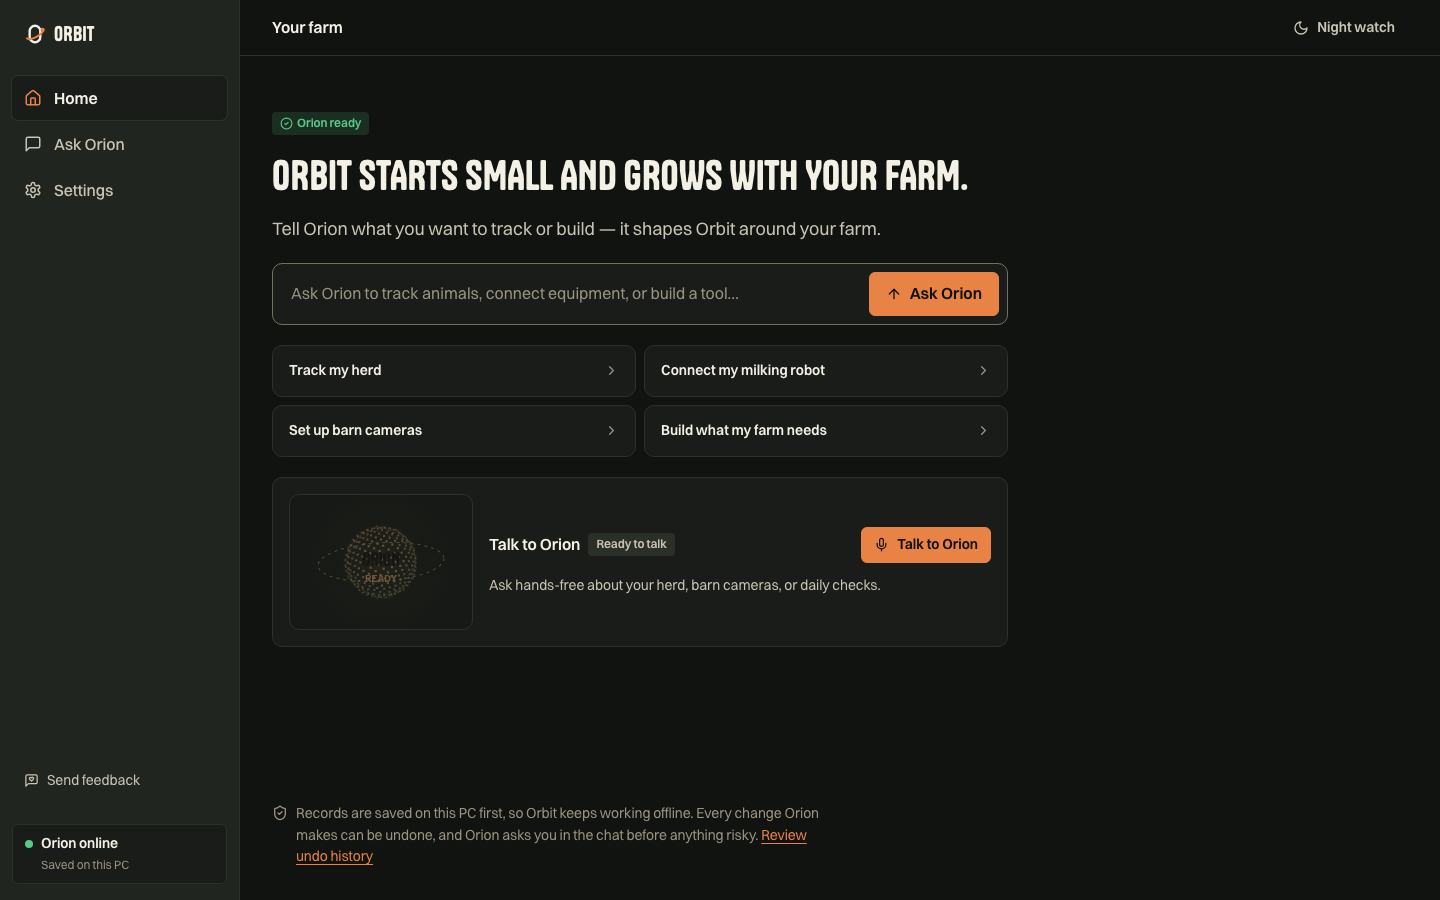 ORBIT
Home
Ask Orion
Settings
Send feedback
Orion online
Saved on this PC
Your farm
Night watch
Orion ready
ORBIT STARTS SMALL AND GROWS WITH YOUR FARM.
Tell Orion what you want to track or build — it shapes Orbit around your farm.
Ask Orion to track animals, connect equipment, or build a tool...
Ask Orion
Track my herd
Connect my milking robot
Set up barn cameras
Build what my farm needs
READY
Talk to Orion
Ready to talk
Talk to Orion
Ask hands-free about your herd, barn cameras, or daily checks.
Records are saved on this PC first, so Orbit keeps working offline. Every change Orion
makes can be undone, and Orion asks you in the chat before anything risky. Review
undo history